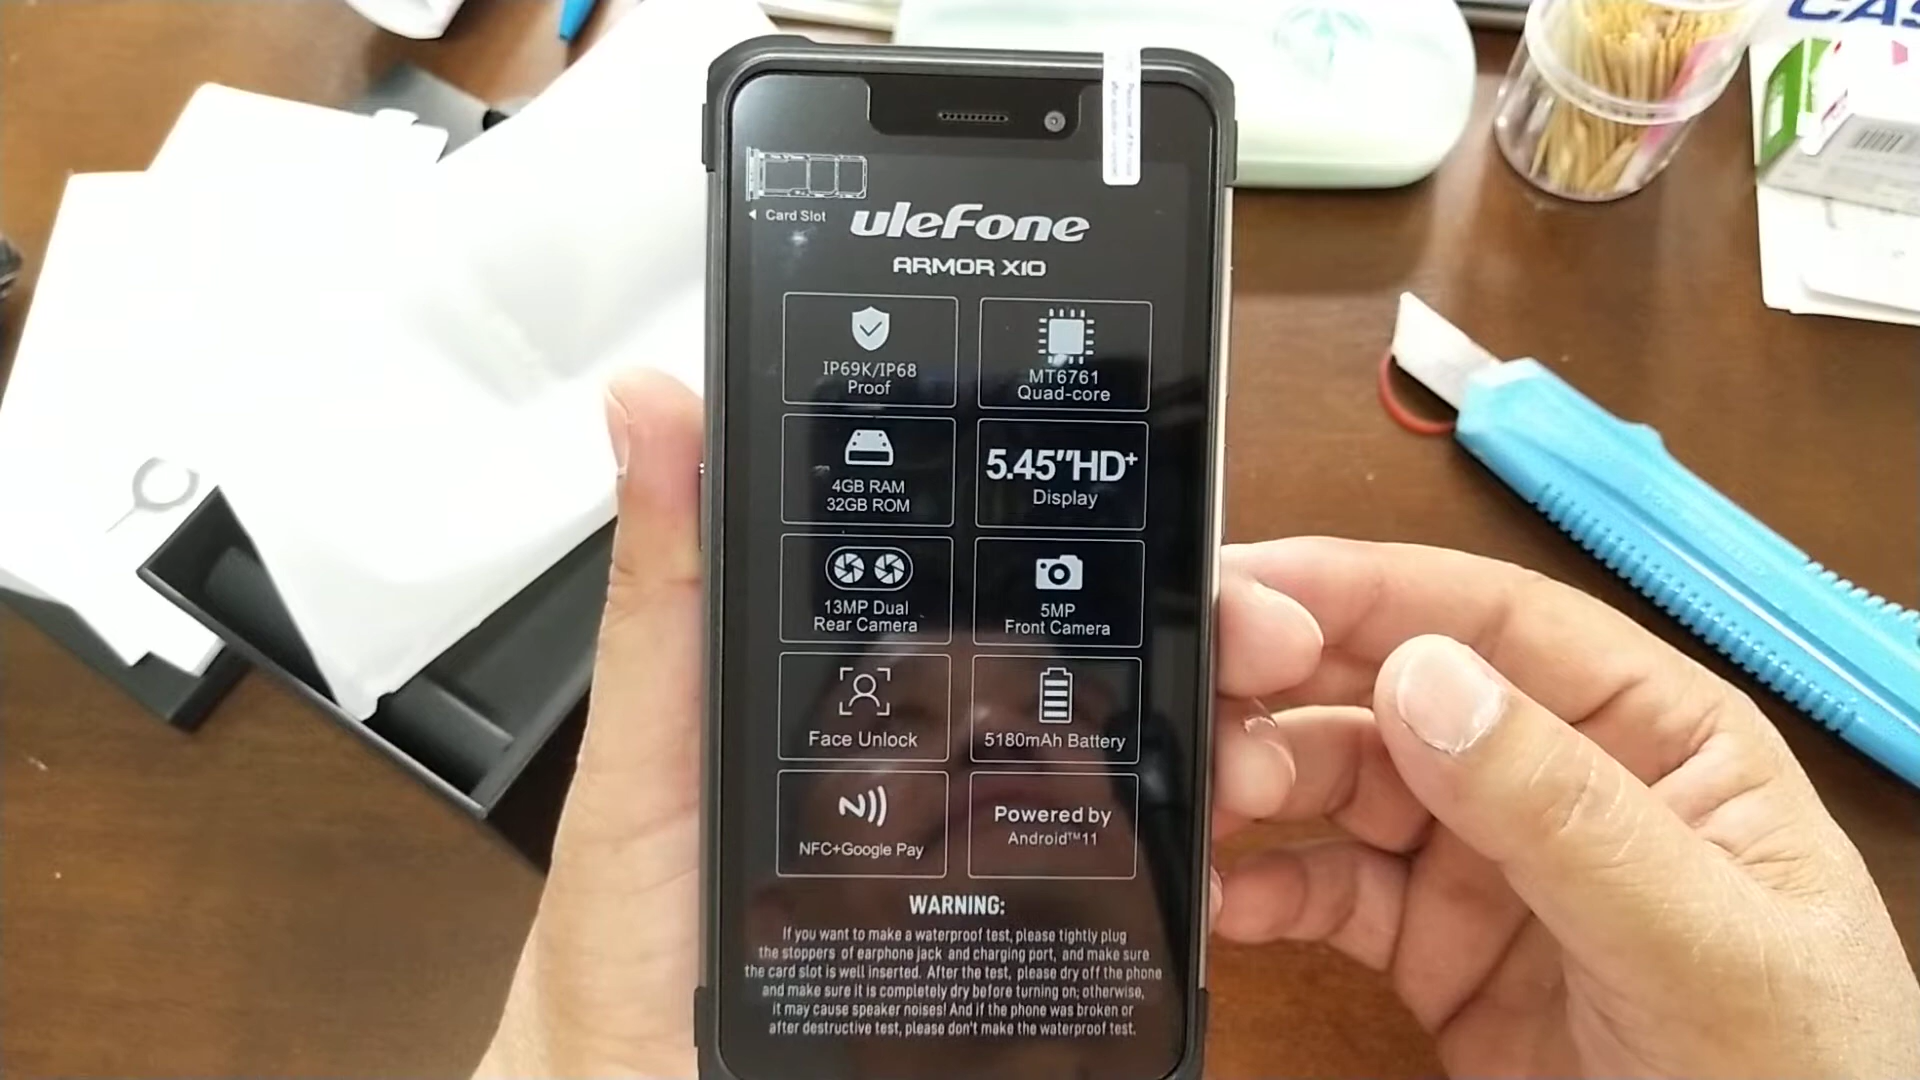 Card Slot
uleFone
ARMOR X10
IP69K/IP68
Proof
MT6761
Quad-core
4GB RAM
32GB ROM
5.45"HD+
Display
13MP Dual
Rear Camera
5MP
Front Camera
Face Unlock
5180mAh Battery
NFC+Google Pay
Powered by
Android™11
WARNING:
If you want to make a waterproof test, please tightly plug
the stoppers of earphone jack and charging port, and make sure
the card slot is well inserted. After the test, please dry off the phone
and make sure it is completely dry before turning on; otherwise,
it may cause speaker noises! And if the phone was broken or
after destructive test, please don't make the waterproof test.